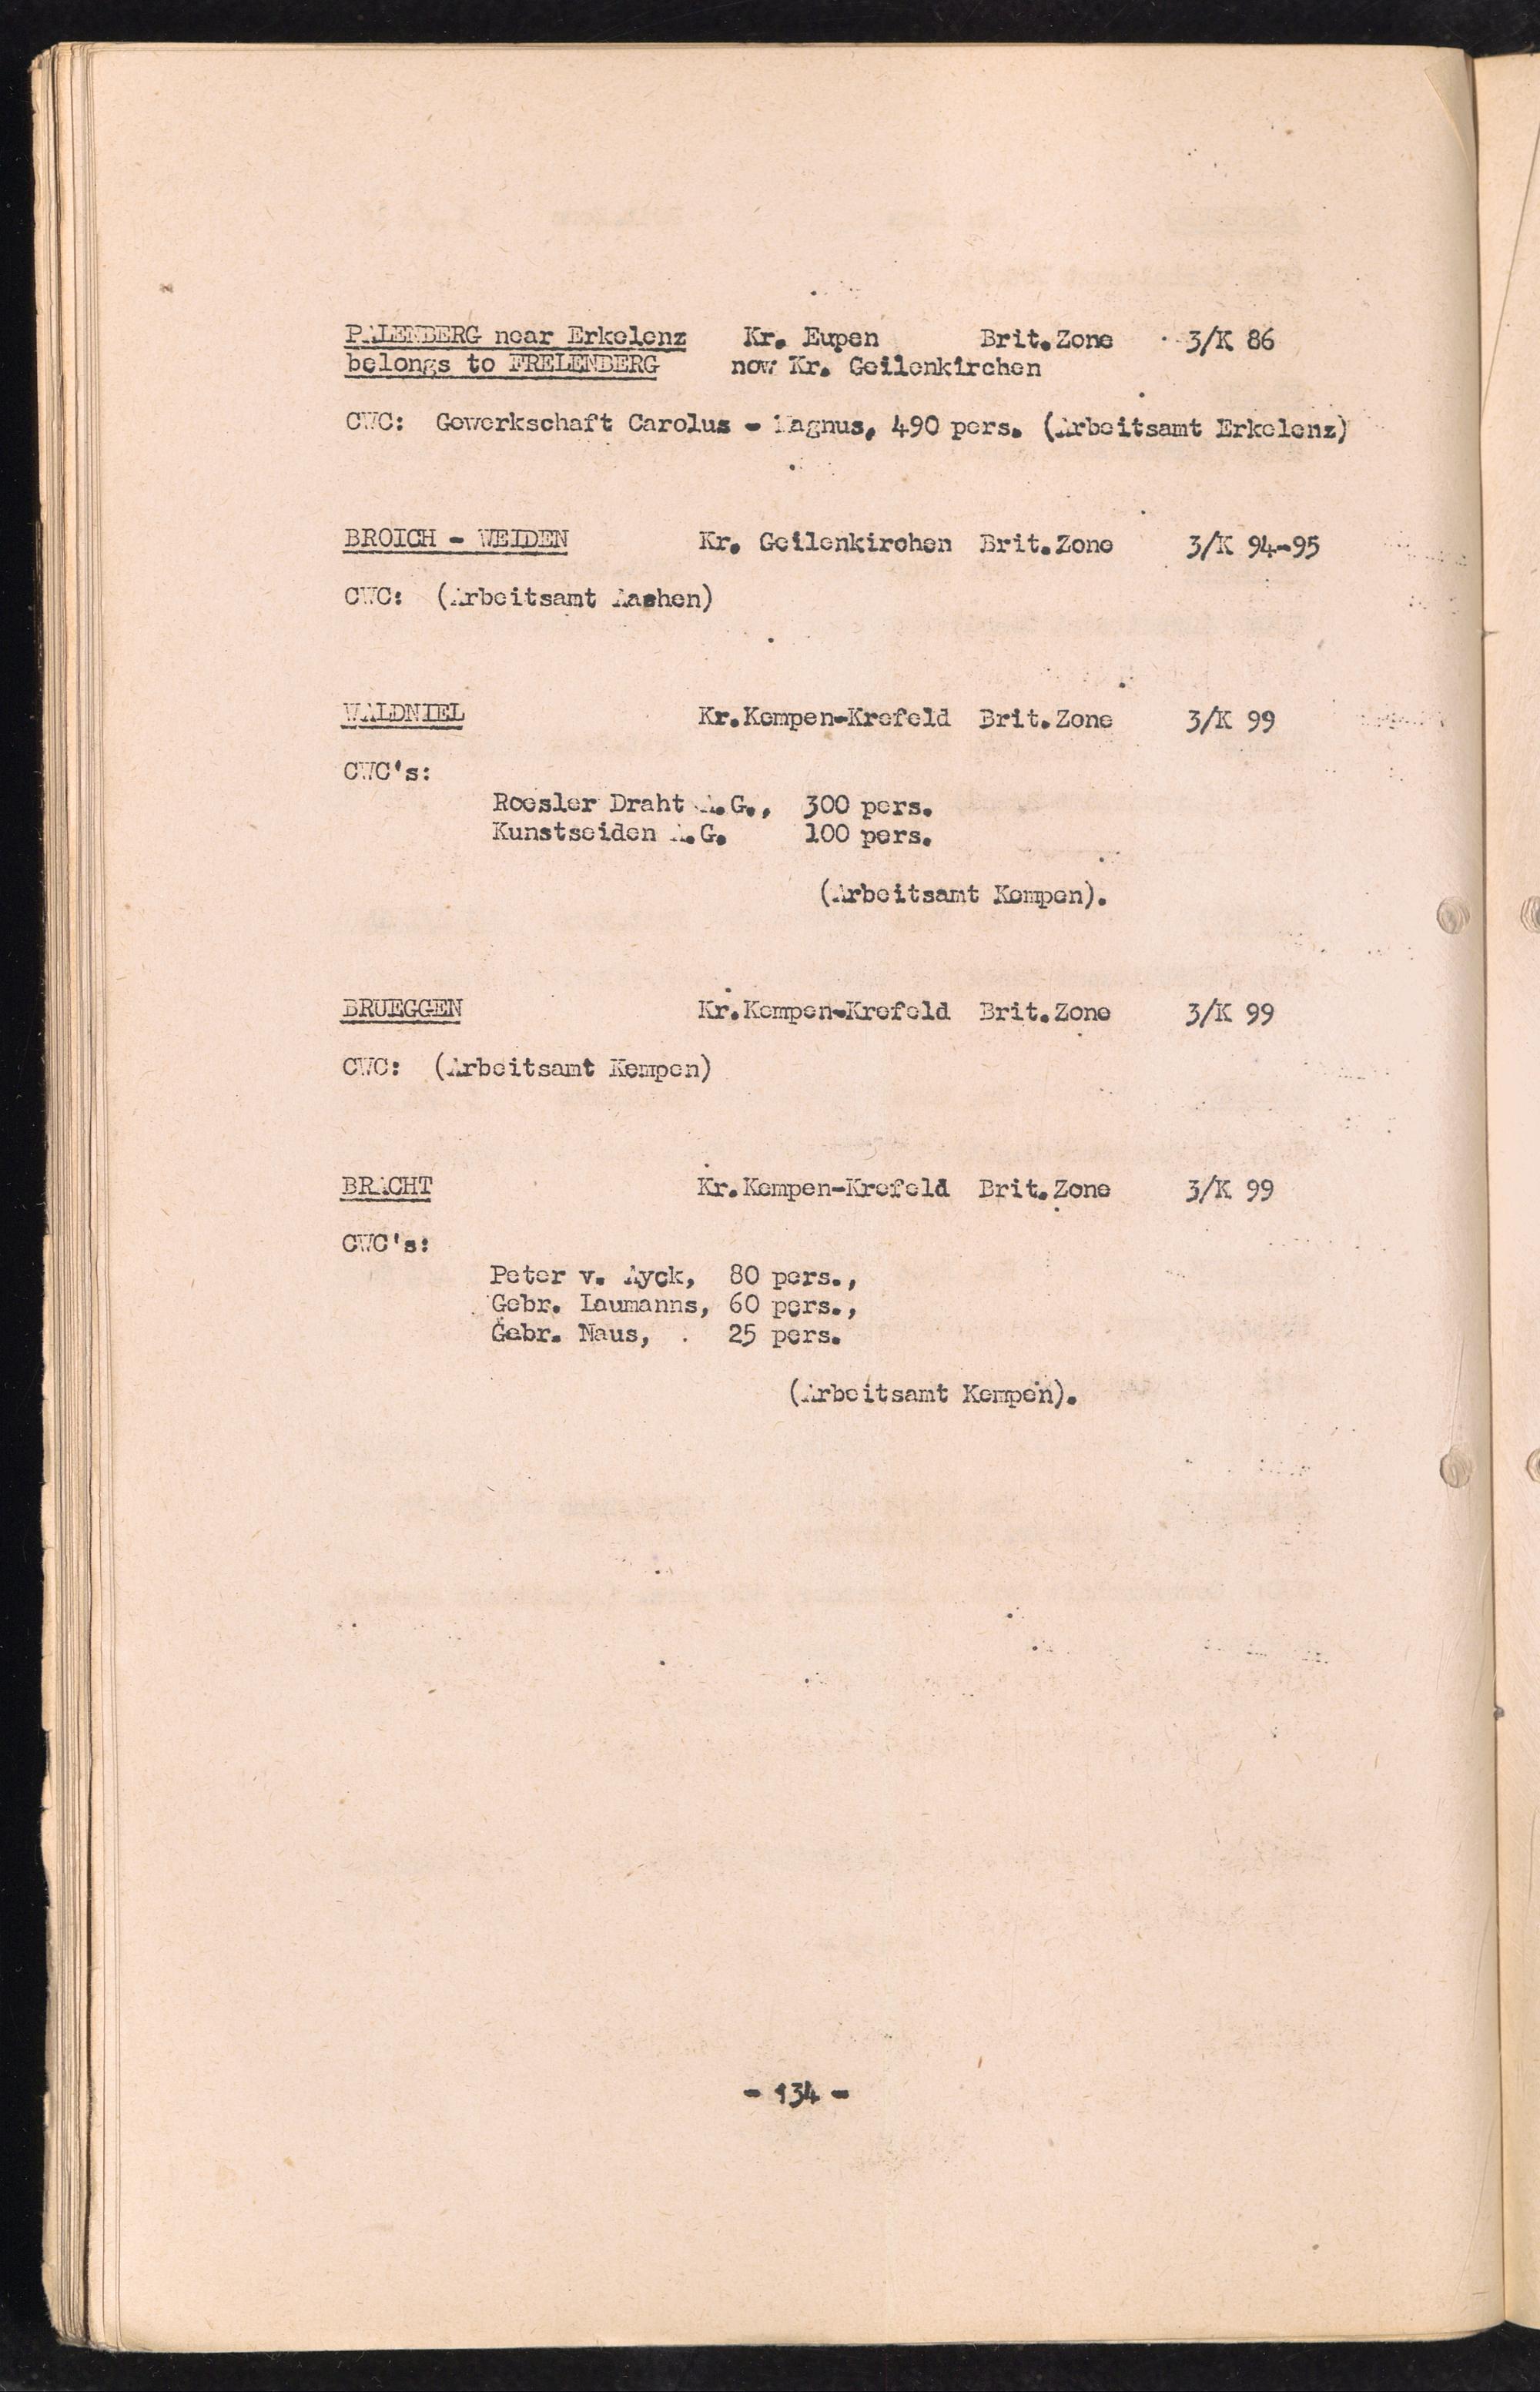 PALENBERG near Erkelenz Kr. Eupen Brit.Zone 3/K 86
belongs to FRELENBERG now Kr. Geilenkirchen
CWC: Gewerkschaft Carolus - Magnus, 490 pers. (Arbeitsamt Erkelenz)
BROICH - WEIDEN Kr. Geilenkirchen Brit.Zone 3/K 94-95
CWC: (Arbeitsamt Aachen)
WALDNIEL Kr.Kempen-Krefeld Brit.Zone 3/K 99
CWC's:
Roesler Draht A.G., 300 pers.
Kunstseiden A.G. 100 pers.
(Arbeitsamt Kempen).
BRUEGGEN Kr.Kempen-Krefeld Brit.Zone 3/K 99
CWC: (Arbeitsamt Kempen)
BRACHT Kr.Kempen-Krefeld Brit.Zone 3/K 99
CWC's:
Peter v. Ayck, 80 pers.,
Gebr. Laumanns, 60 pers.,
Gebr. Naus, 25 pers.
(Arbeitsamt Kempen).
- 134 -